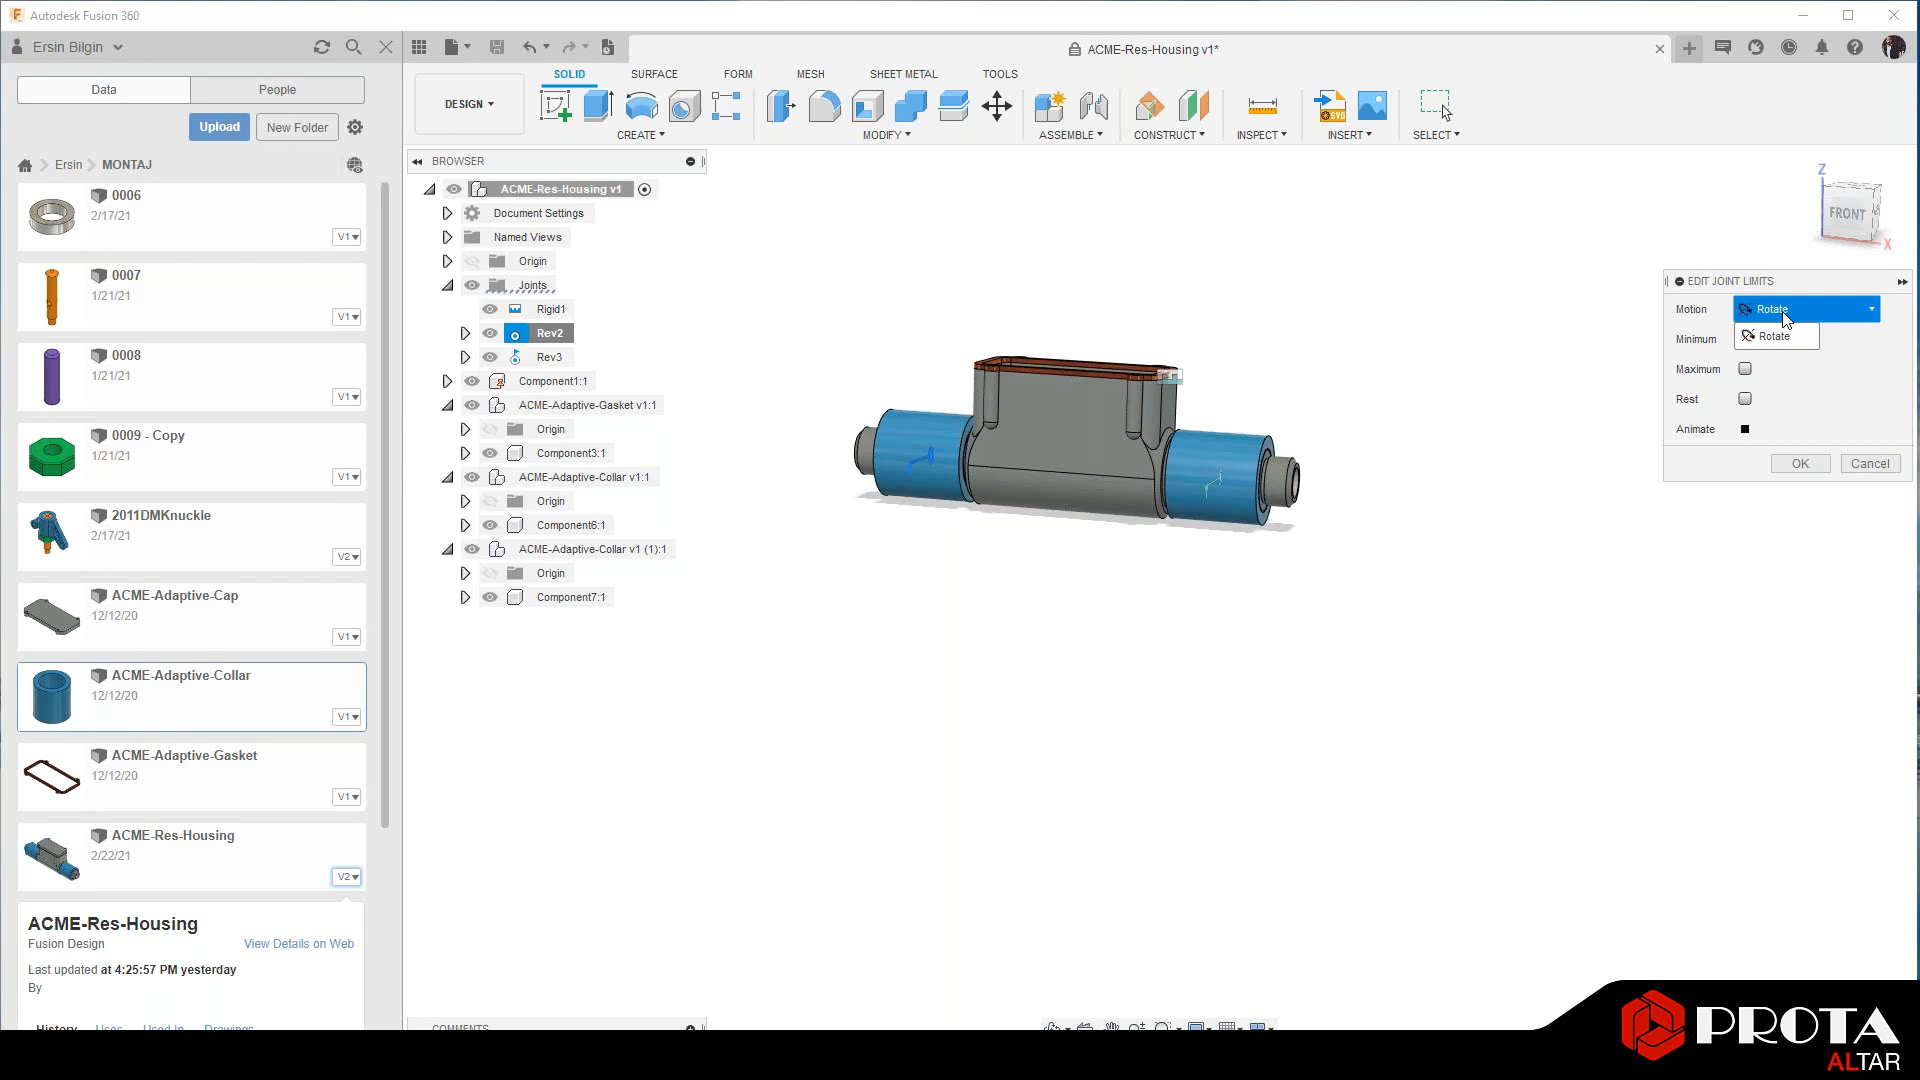 Autodesk Fusion 360
Ersin Bilgin
ACME-Res-Housing v1*
Data
People
Upload
New Folder
Ersin
MONTAJ
0006
2/17/21
V1
0007
1/21/21
V1
0008
1/21/21
V1
0009 - Copy
1/21/21
V1
2011DMKnuckle
2/17/21
V2
ACME-Adaptive-Cap
12/12/20
V1
ACME-Adaptive-Collar
12/12/20
V1
ACME-Adaptive-Gasket
12/12/20
V1
ACME-Res-Housing
2/22/21
V2
ACME-Res-Housing
Fusion Design
View Details on Web
Last updated at 4:25:57 PM yesterday
By
History Uses Used In Drawings
DESIGN
SOLID SURFACE FORM MESH SHEET METAL TOOLS
CREATE MODIFY ASSEMBLE CONSTRUCT INSPECT INSERT SELECT
SVG
BROWSER
ACME-Res-Housing v1
Document Settings
Named Views
Origin
Joints
Rigid1
Rev2
Rev3
Component1:1
ACME-Adaptive-Gasket v1:1
Origin
Component3:1
ACME-Adaptive-Collar v1:1
Origin
Component6:1
ACME-Adaptive-Collar v1 (1):1
Origin
Component7:1
COMMENTS
Z
FRONT
X
EDIT JOINT LIMITS
Motion Rotate
Rotate
Minimum
Maximum
Rest
Animate
OK Cancel
PROTA
ALTAR